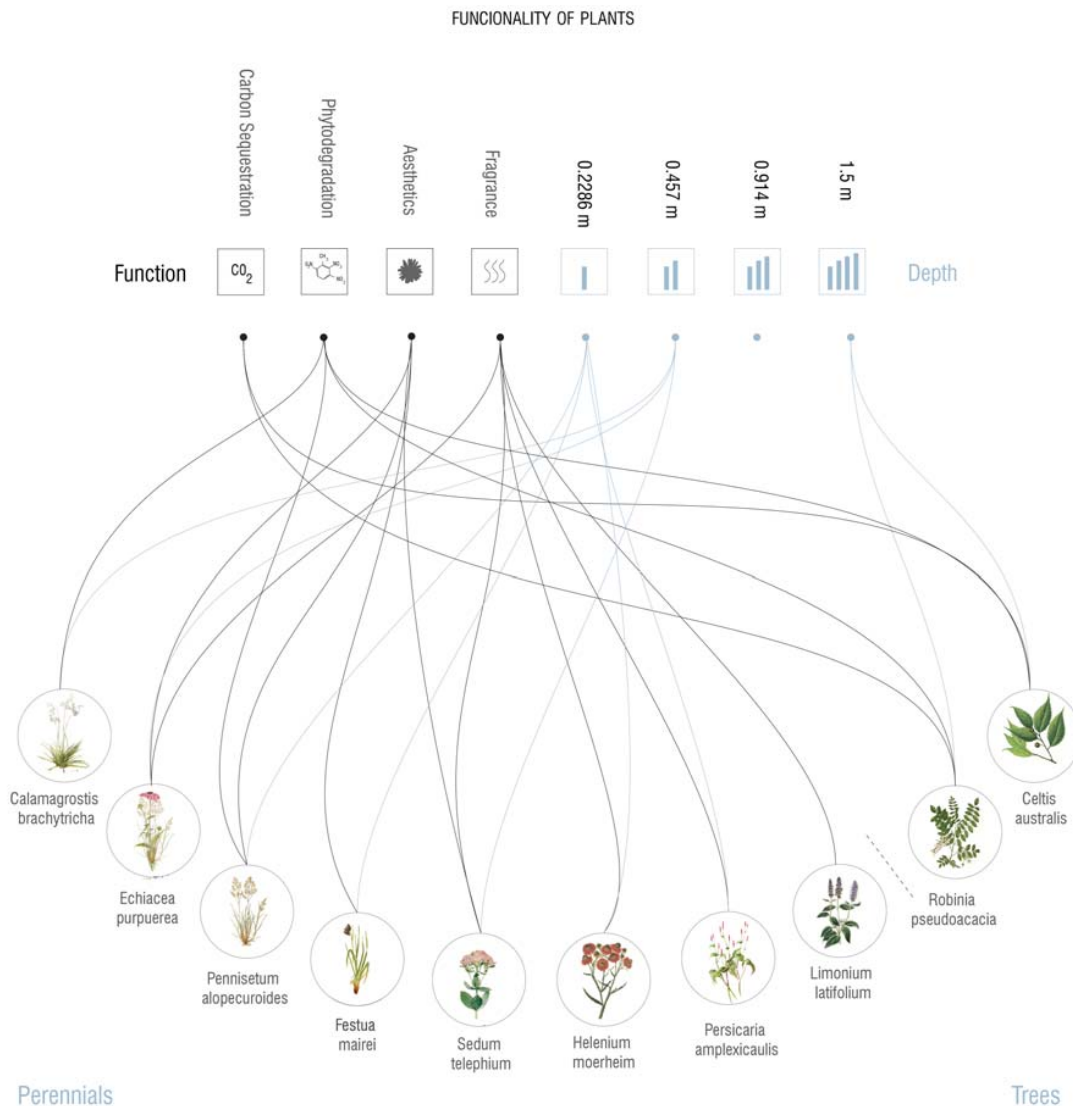 FUNCIONALITY OF PLANTS
Carbon Sequestration
Phytodegradation
Aesthetics
Fragrance
0.2286 m
0.457 m
0.914 m
1.5 m
Function
CO2
Depth
Calamagrostis
brachytricha
Echiacea
purpuerea
Pennisetum
alopecuroides
Festua
mairei
Sedum
telephium
Helenium
moerheim
Persicaria
amplexicaulis
Limonium
latifolium
Robinia
pseudoacacia
Celtis
australis
Perennials
Trees